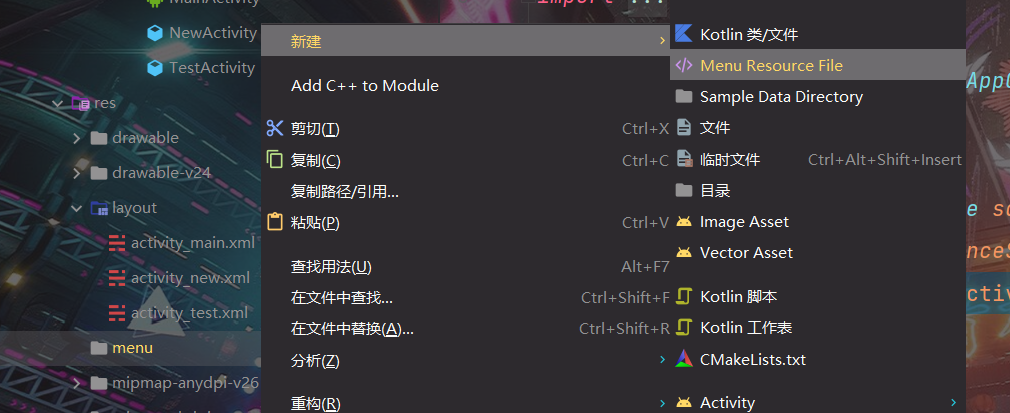 MainActivity
import ...
NewActivity
TestActivity
res
drawable
drawable-v24
layout
activity_main.xml
activity_new.xml
activity_test.xml
menu
mipmap-anydpi-v26
新建
Add C++ to Module
剪切(T) Ctrl+X
复制(C) Ctrl+C
复制路径/引用...
粘贴(P) Ctrl+V
查找用法(U) Alt+F7
在文件中查找... Ctrl+Shift+F
在文件中替换(A)... Ctrl+Shift+R
分析(Z)
重构(R)
Kotlin 类/文件
Menu Resource File
Sample Data Directory
文件
临时文件 Ctrl+Alt+Shift+Insert
目录
Image Asset
Vector Asset
Kotlin 脚本
Kotlin 工作表
CMakeLists.txt
Activity